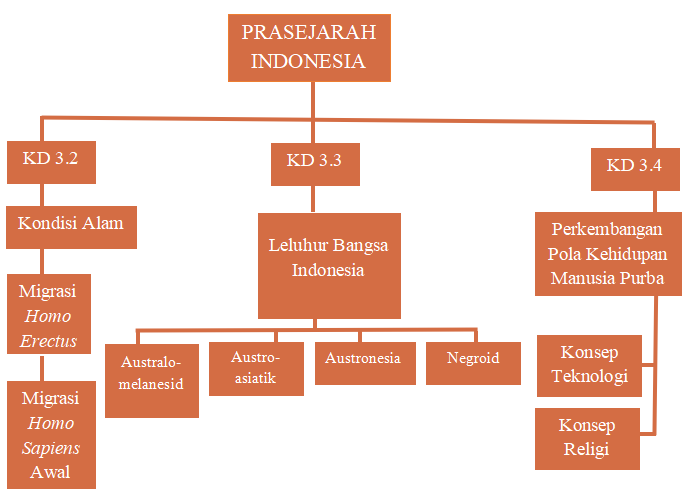 PRASEJARAH
INDONESIA
KD 3.2
Kondisi Alam
Migrasi
Homo
Erectus
Migrasi
Homo
Sapiens
Awal
KD 3.3
Leluhur Bangsa
Indonesia
Australo-
melanesid
Austro-
asiatik
Austronesia
Negroid
KD 3.4
Perkembangan
Pola Kehidupan
Manusia Purba
Konsep
Teknologi
Konsep
Religi